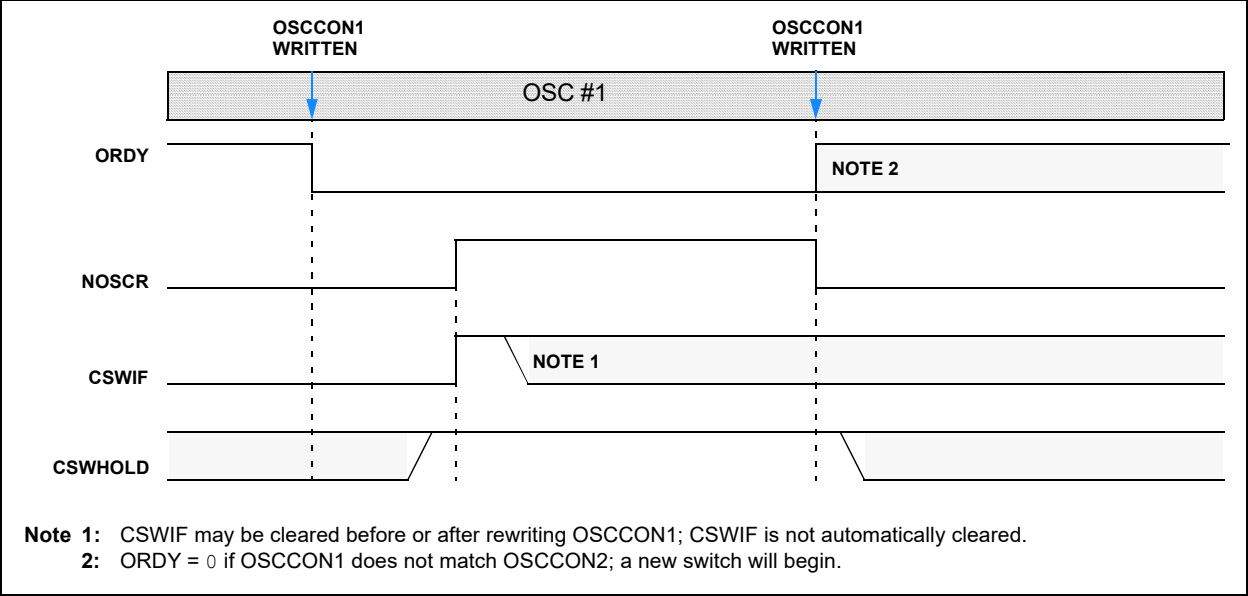 OSCCON1 OSCCON1
WRITTEN WRITTEN
OSC #1
ORDY
NOTE 2
NOSCR
NOTE 1
CSWIF
CSWHOLD
Note 1: CSWIF may be cleared before or after rewriting OSCCON1; CSWIF is not automatically cleared.
2: ORDY = 0 if OSCCON1 does not match OSCCON2; a new switch will begin.